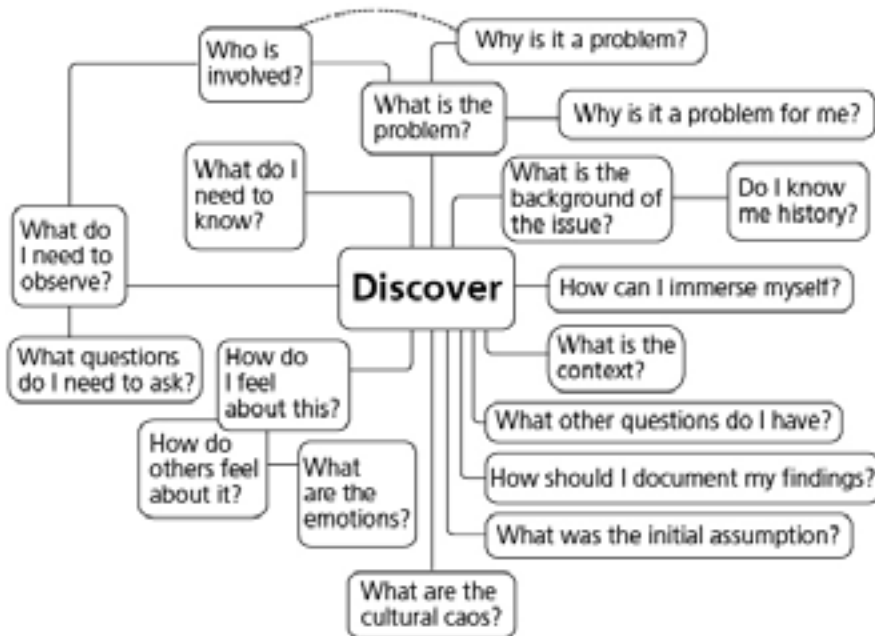 Who is
involved?
Why is it a problem?
What is the
problem?
Why is it a problem for me?
What do I
need to
know?
What is the
background of
the issue?
Do I know
me history?
What do
I need to
observe?
Discover
How can I immerse myself?
What questions
do I need to ask?
How do
I feel
about this?
What is the
context?
What other questions do I have?
How do
others feel
about it?
What
are the
emotions?
How should I document my findings?
What was the initial assumption?
What are the
cultural caos?